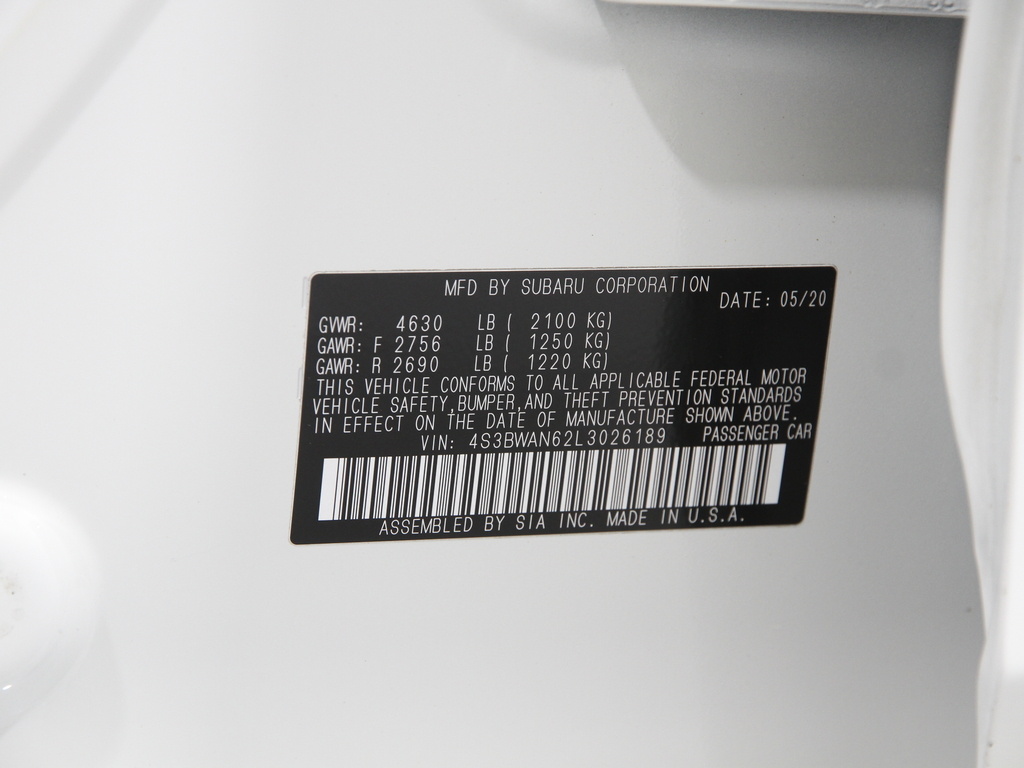 MFD BY SUBARU CORPORATION
DATE: 05/20
GVWR: 4630 LB ( 2100 KG)
GAWR: F 2756 LB ( 1250 KG)
GAWR: R 2690 LB ( 1220 KG)
THIS VEHICLE CONFORMS TO ALL APPLICABLE FEDERAL MOTOR
VEHICLE SAFETY,BUMPER,AND THEFT PREVENTION STANDARDS
IN EFFECT ON THE DATE OF MANUFACTURE SHOWN ABOVE.
VIN: 4S3BWAN62L3026189 PASSENGER CAR
ASSEMBLED BY SIA INC. MADE IN U.S.A.